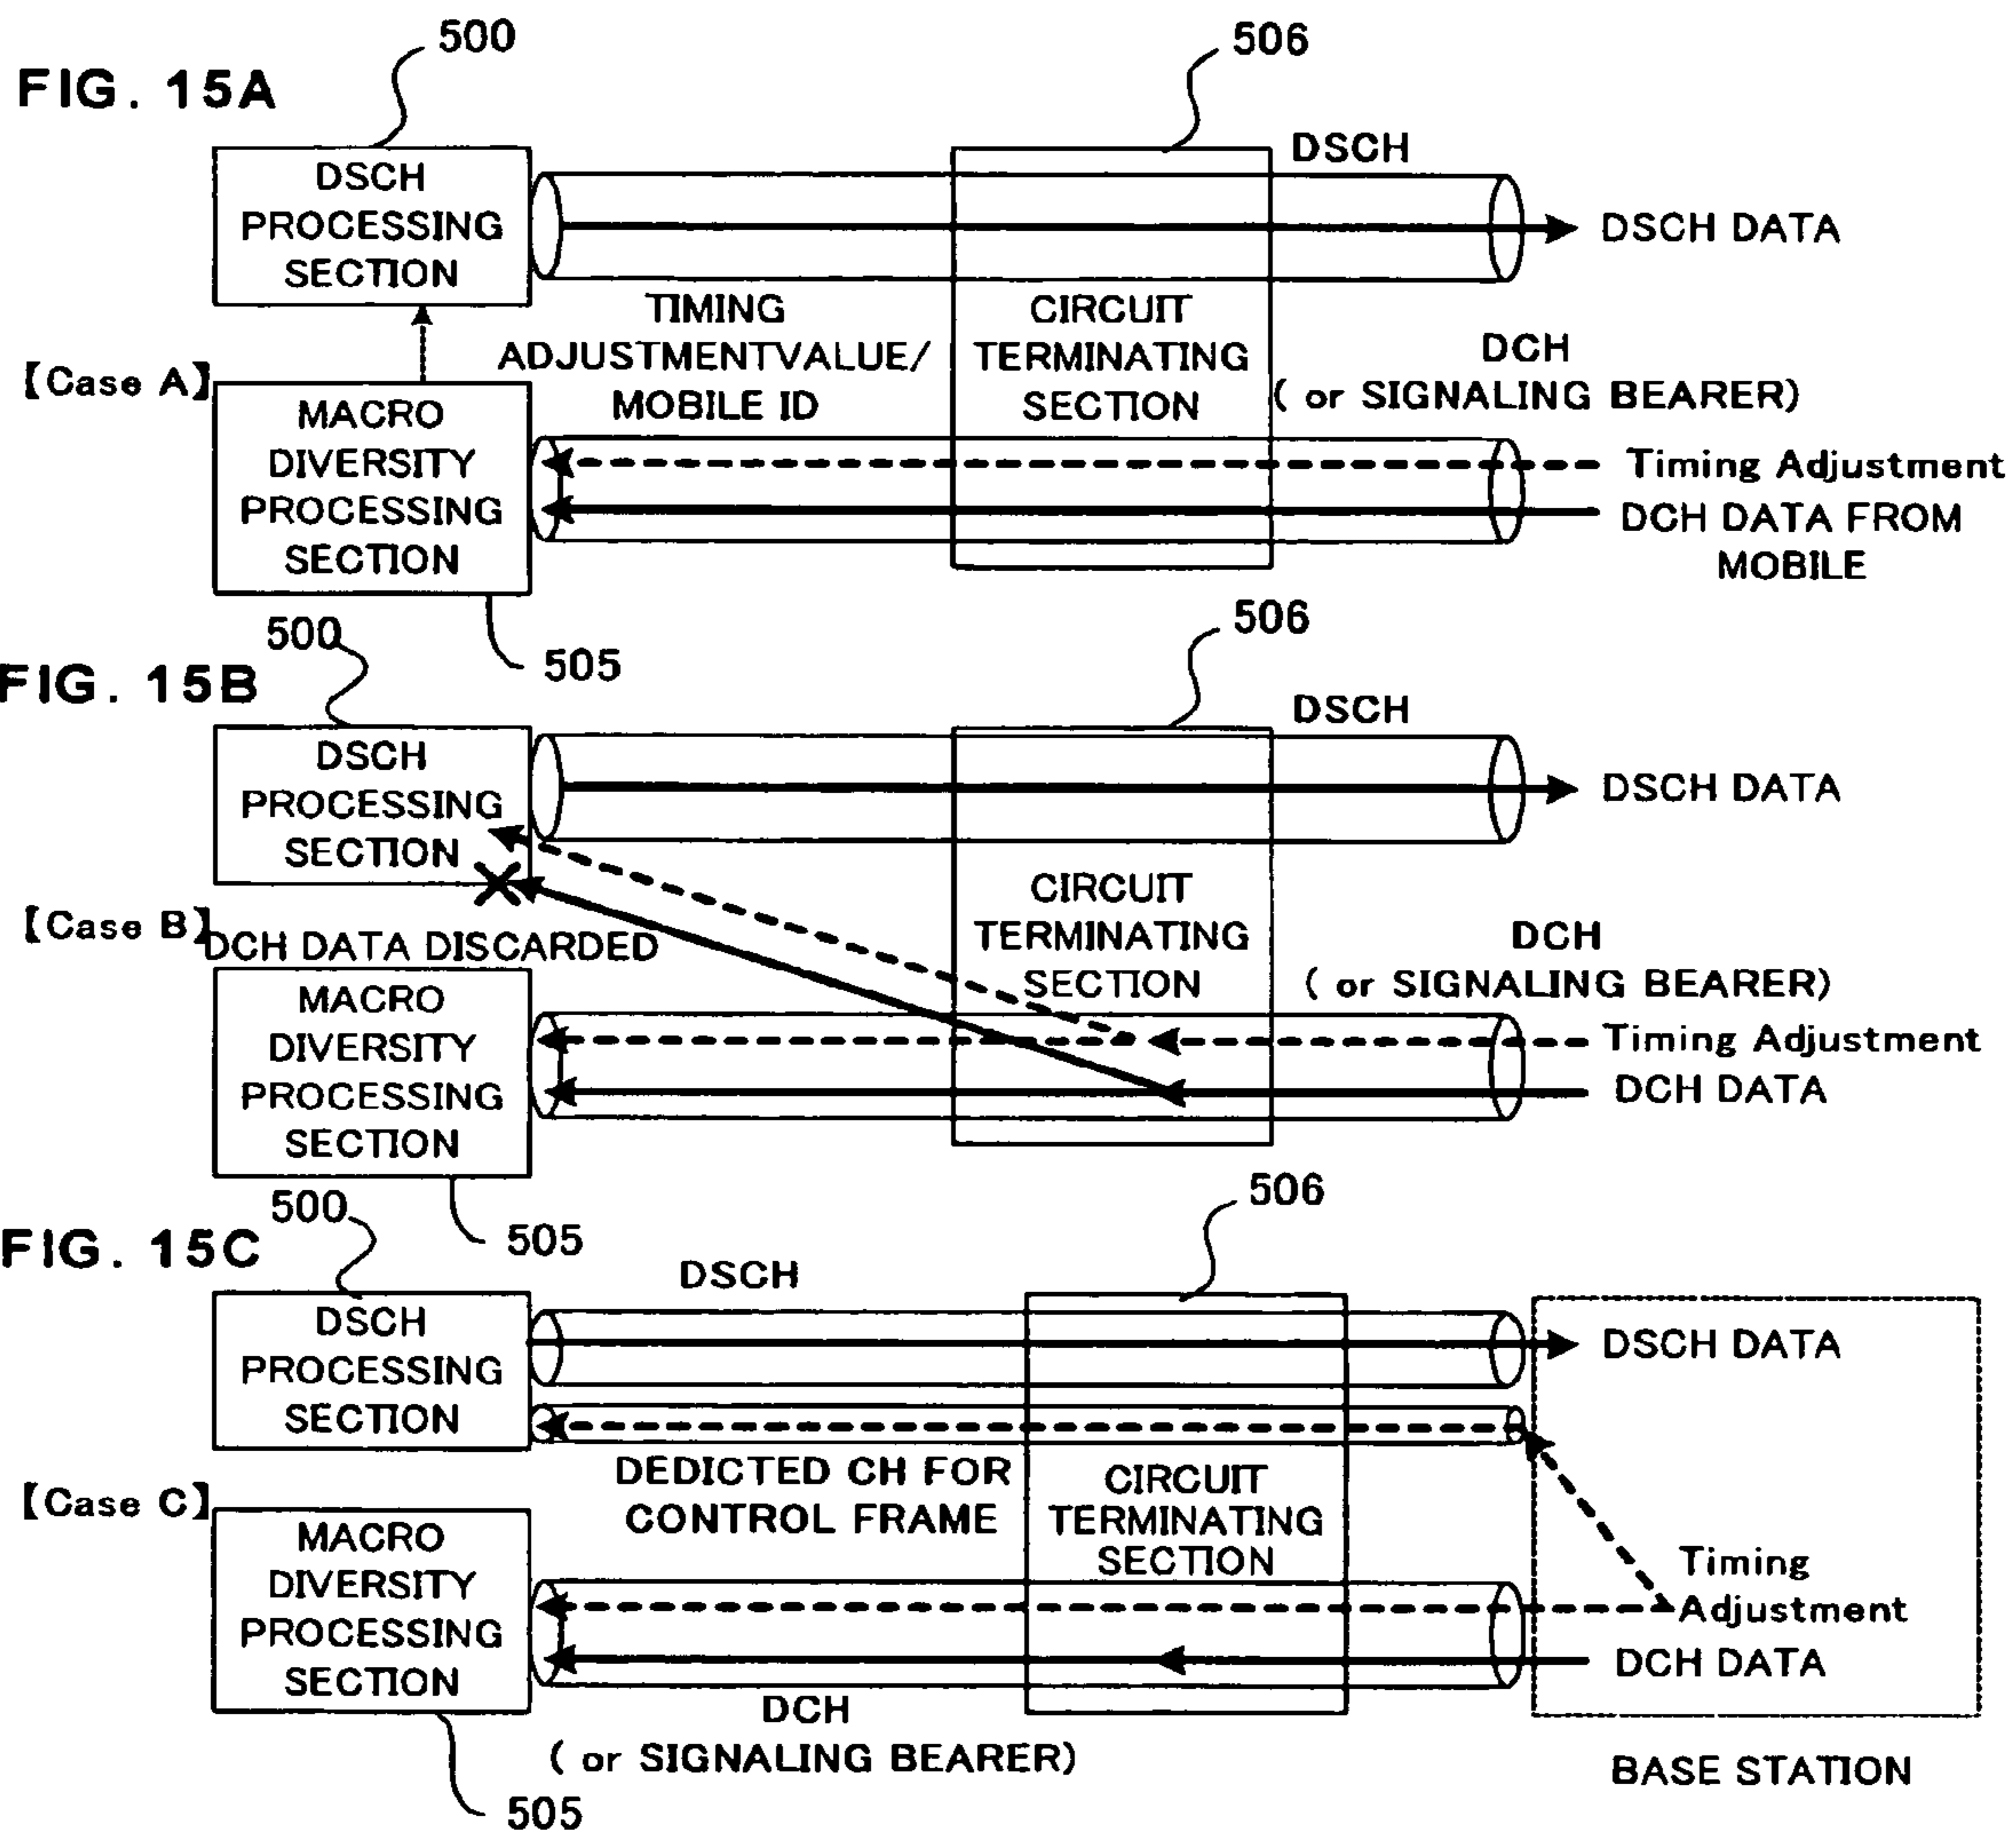 FIG. 15A
500
506
DSCH
PROCESSING
SECTION
DSCH
DSCH DATA
TIMING
ADJUSTMENTVALUE/
MOBILE ID
CIRCUIT
TERMINATING
SECTION
DCH
( or SIGNALING BEARER)
【Case A】
MACRO
DIVERSITY
PROCESSING
SECTION
Timing Adjustment
DCH DATA FROM
MOBILE
505
FIG. 15B
500
506
DSCH
PROCESSING
SECTION
DSCH
DSCH DATA
【Case B】
DCH DATA DISCARDED
CIRCUIT
TERMINATING
SECTION
DCH
( or SIGNALING BEARER)
MACRO
DIVERSITY
PROCESSING
SECTION
Timing Adjustment
DCH DATA
505
FIG. 15C
500
506
DSCH
DSCH
PROCESSING
SECTION
DSCH DATA
DEDICTED CH FOR
CONTROL FRAME
CIRCUIT
TERMINATING
SECTION
【Case C】
MACRO
DIVERSITY
PROCESSING
SECTION
Timing
Adjustment
DCH DATA
DCH
( or SIGNALING BEARER)
BASE STATION
505